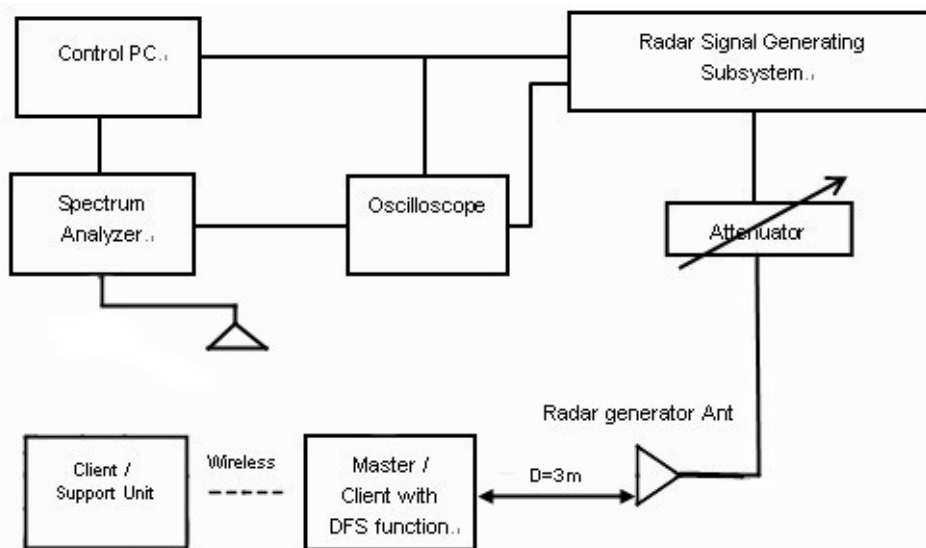 Control PC.
Radar Signal Generating
Subsystem.
Spectrum
Analyzer.
Oscilloscope
Attenuator
Radar generator Ant
Client /
Support Unit
Wireless
Master /
Client with
DFS function.
D=3m